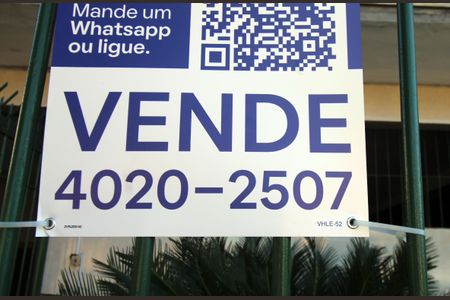 Mande um
Whatsapp
ou ligue.
VENDE
4020-2507
VHLE-52